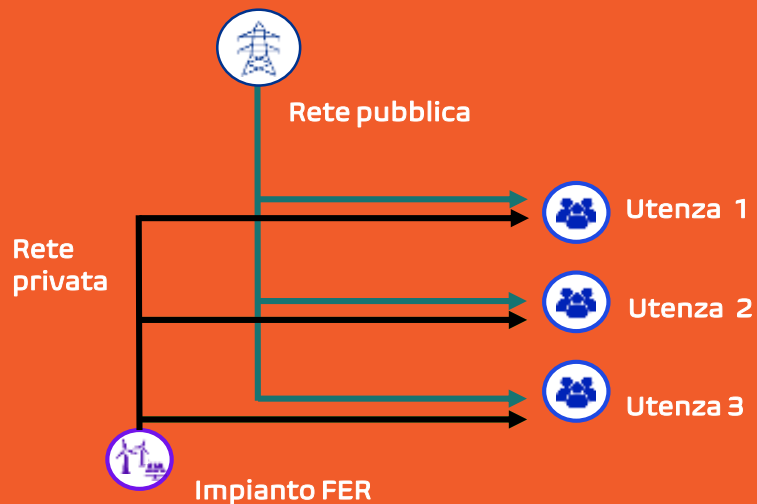 Rete pubblica
Utenza 1
Rete
privata
Utenza 2
Utenza 3
Impianto FER